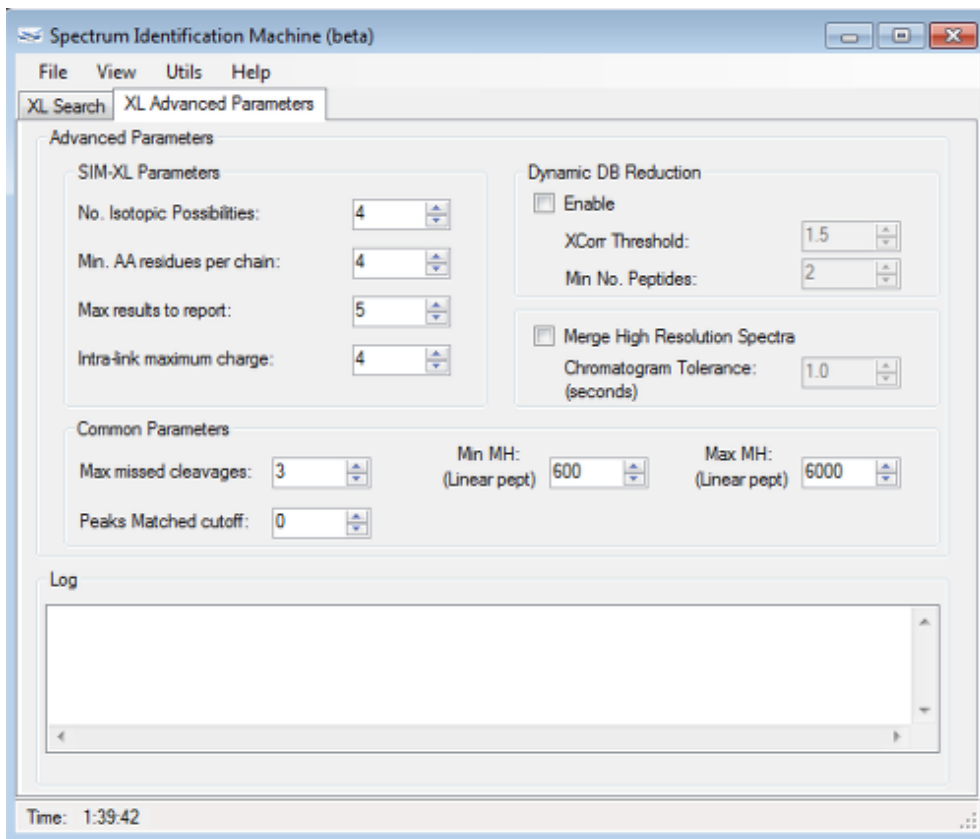 Spectrum Identification Machine (beta)
File View Utils Help
XL Search XL Advanced Parameters
Advanced Parameters
SIM-XL Parameters
No. Isotopic Possibilities: 4
Min. AA residues per chain: 4
Max results to report: 5
Intra-link maximum charge: 4
Dynamic DB Reduction
Enable
XCorr Threshold: 1.5
Min No. Peptides: 2
Merge High Resolution Spectra
Chromatogram Tolerance: 1.0
(seconds)
Common Parameters
Max missed cleavages: 3
Peaks Matched cutoff: 0
Min MH:
(Linear pept) 600
Max MH:
(Linear pept) 6000
Log
Time: 1:39:42